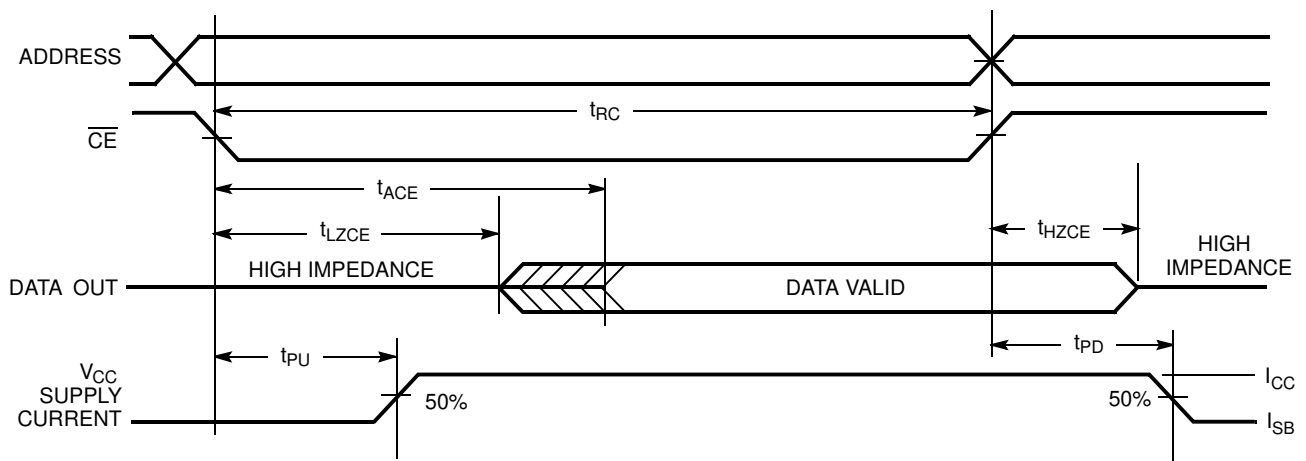 ADDRESS
tRC
CE
tACE
tLZCE
tHZCE
HIGH IMPEDANCE
HIGH
IMPEDANCE
DATA OUT
DATA VALID
tPU
tPD
VCC
SUPPLY
CURRENT
50%
50%
ICC
ISB